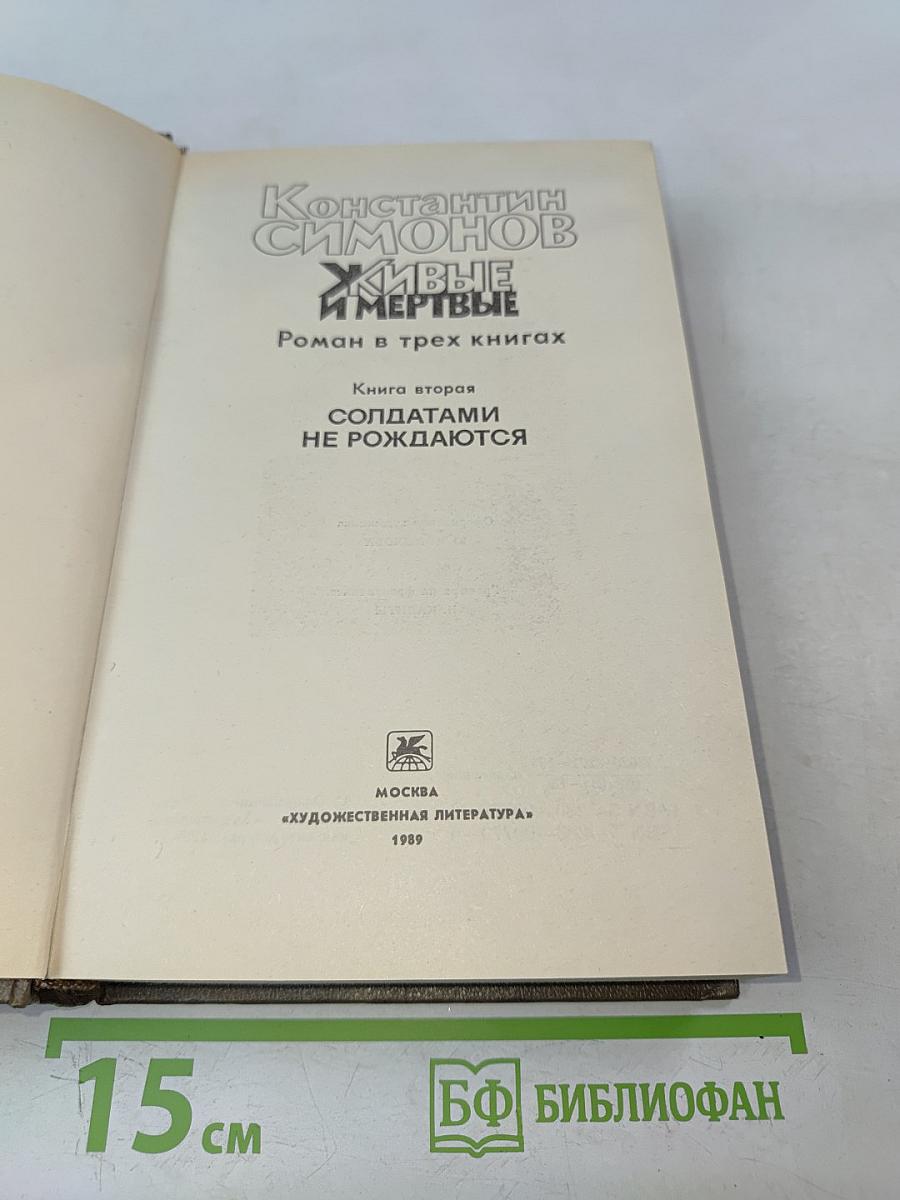 Константин
СИМОНОВ
ЖИВЫЕ
И МЕРТВЫЕ
Роман в трех книгах
Книга вторая
СОЛДАТАМИ
НЕ РОЖДАЮТСЯ
МОСКВА
«ХУДОЖЕСТВЕННАЯ ЛИТЕРАТУРА»
1989
15 см
БФ БИБЛИОФАН